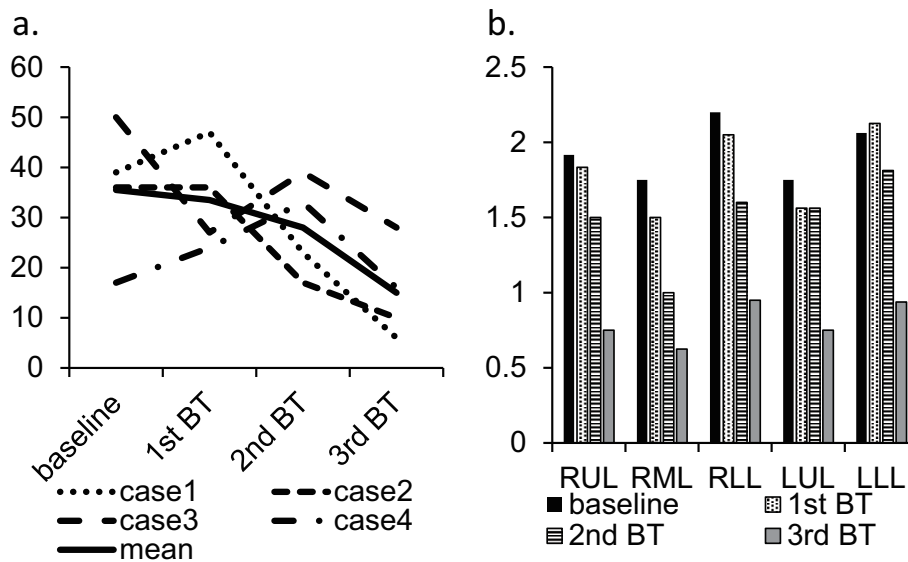 a.
60
50
40
30
20
10
0
baseline
1st BT
2nd BT
3rd BT
case1 case2
case3 case4
mean
b.
2.5
2
1.5
1
0.5
0
RUL RML RLL LUL LLL
baseline 1st BT
2nd BT 3rd BT